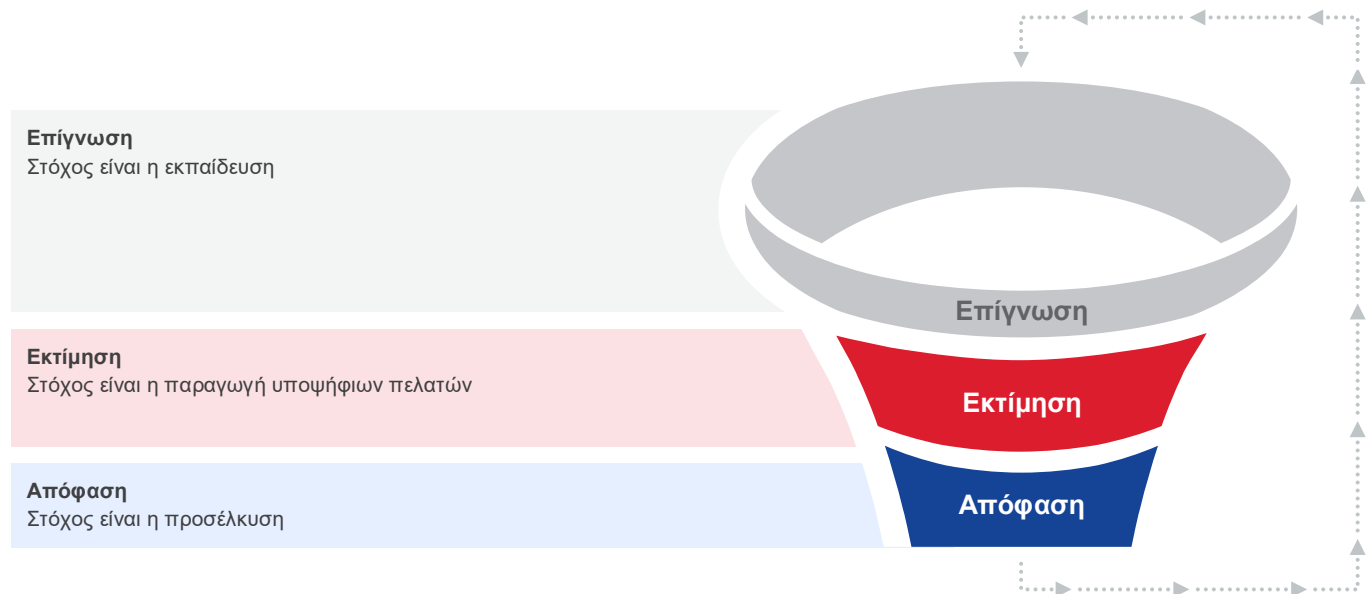 Επίγνωση
Στόχος είναι η εκπαίδευση
Επίγνωση
Εκτίμηση
Στόχος είναι η παραγωγή υποψήφιων πελατών
Εκτίμηση
Απόφαση
Στόχος είναι η προσέλκυση
Απόφαση